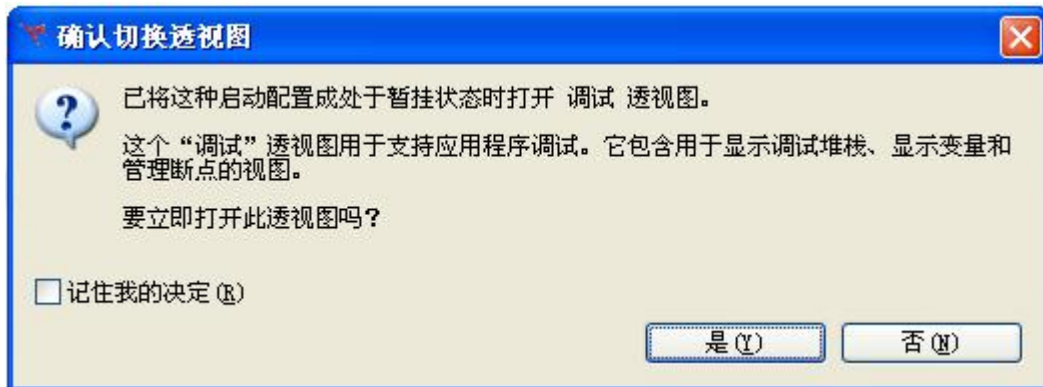 确认切换透视图
已将这种启动配置成处于暂挂状态时打开 调试 透视图。
这个“调试”透视图用于支持应用程序调试。它包含用于显示调试堆栈、显示变量和
管理断点的视图。
要立即打开此透视图吗?
记住我的决定(R)
是(Y) 否(N)